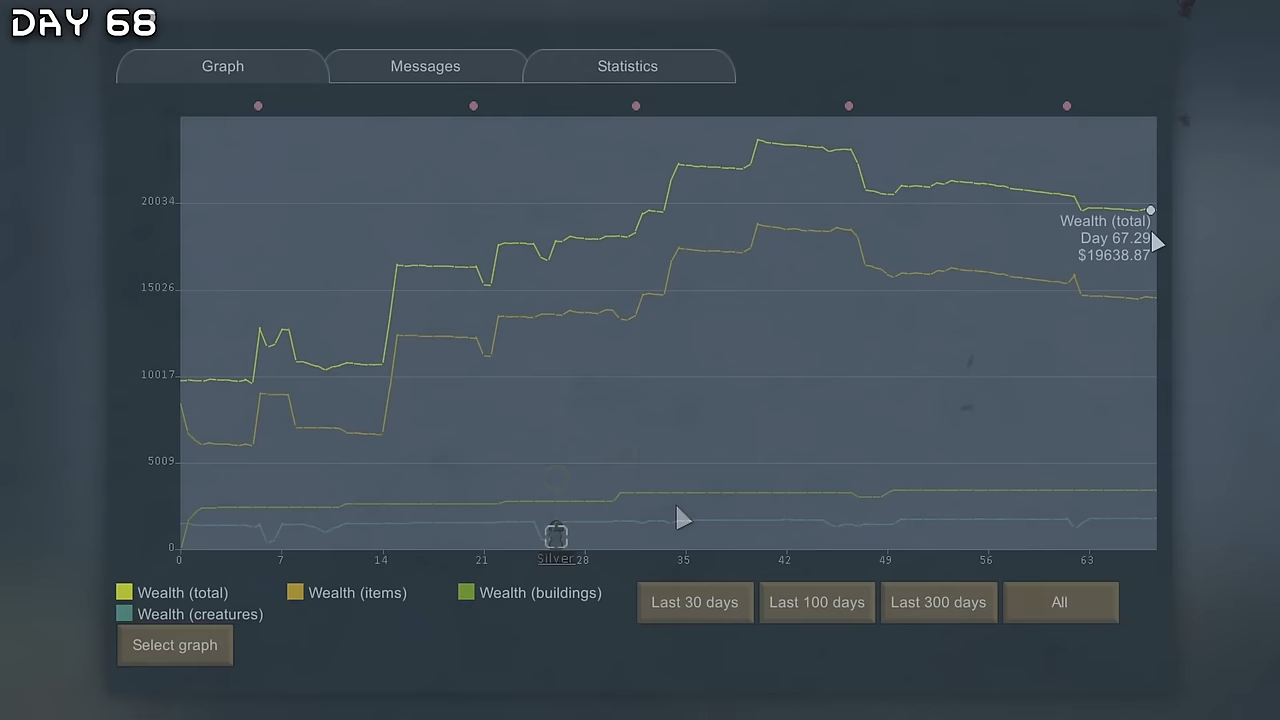 DAY 68
Graph Messages Statistics
20034
15026
10017
5009
0
Wealth (total)
Day 67.29
$19638.87
Silver
0 7 14 21 28 35 42 49 56 63
Wealth (total) Wealth (items) Wealth (buildings)
Wealth (creatures)
Last 30 days Last 100 days Last 300 days All
Select graph